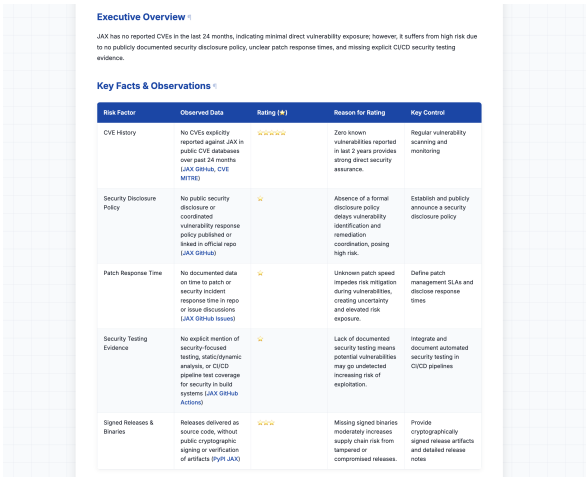 Executive Overview ¶
JAX has no reported CVEs in the last 24 months, indicating minimal direct vulnerability exposure; however, it suffers from high risk due
to no publicly documented security disclosure policy, unclear patch response times, and missing explicit CI/CD security testing
evidence.
Key Facts & Observations ¶
Risk Factor
Observed Data
Rating (⭐)
Reason for Rating
Key Control
CVE History
No CVEs explicitly
reported against JAX in
public CVE databases
over past 24 months
(JAX GitHub, CVE
MITRE)
⭐⭐⭐⭐⭐
Zero known
vulnerabilities reported
in last 2 years provides
strong direct security
assurance.
Regular vulnerability
scanning and
monitoring
Security Disclosure
Policy
No public security
disclosure or
coordinated
vulnerability response
policy published or
linked in official repo
(JAX GitHub)
⭐
Absence of a formal
disclosure policy
delays vulnerability
identification and
remediation
coordination, posing
high risk.
Establish and publicly
announce a security
disclosure policy
Patch Response Time
No documented data
on time to patch or
security incident
response time in repo
or issue discussions
(JAX GitHub Issues)
⭐
Unknown patch speed
impedes risk mitigation
during vulnerabilities,
creating uncertainty
and elevated risk
exposure.
Define patch
management SLAs and
disclose response
times
Security Testing
Evidence
No explicit mention of
security-focused
testing, static/dynamic
analysis, or CI/CD
pipeline test coverage
for security in build
systems (JAX GitHub
Actions)
⭐
Lack of documented
security testing means
potential vulnerabilities
may go undetected
increasing risk of
exploitation.
Integrate and
document automated
security testing in
CI/CD pipelines
Signed Releases &
Binaries
Releases delivered as
source code, without
public cryptographic
signing or verification
of artifacts (PyPI JAX)
⭐⭐⭐
Missing signed binaries
moderately increases
supply chain risk from
tampered or
compromised releases.
Provide
cryptographically
signed release artifacts
and detailed release
notes